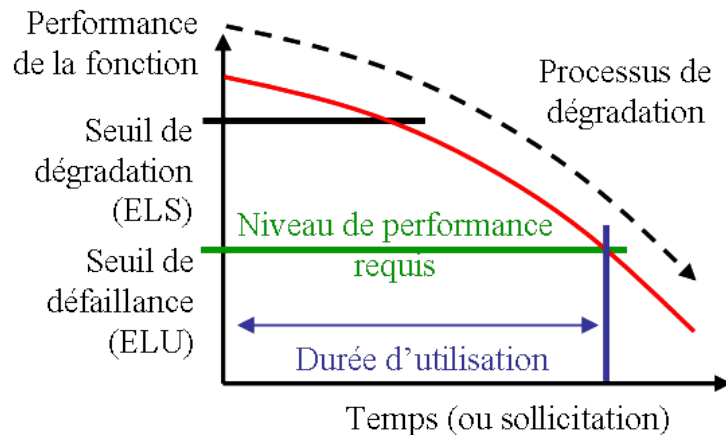 Performance
de la fonction
Processus de
dégradation
Seuil de
dégradation
(ELS)
Niveau de performance
requis
Seuil de
défaillance
(ELU)
Durée d’utilisation
Temps (ou sollicitation)